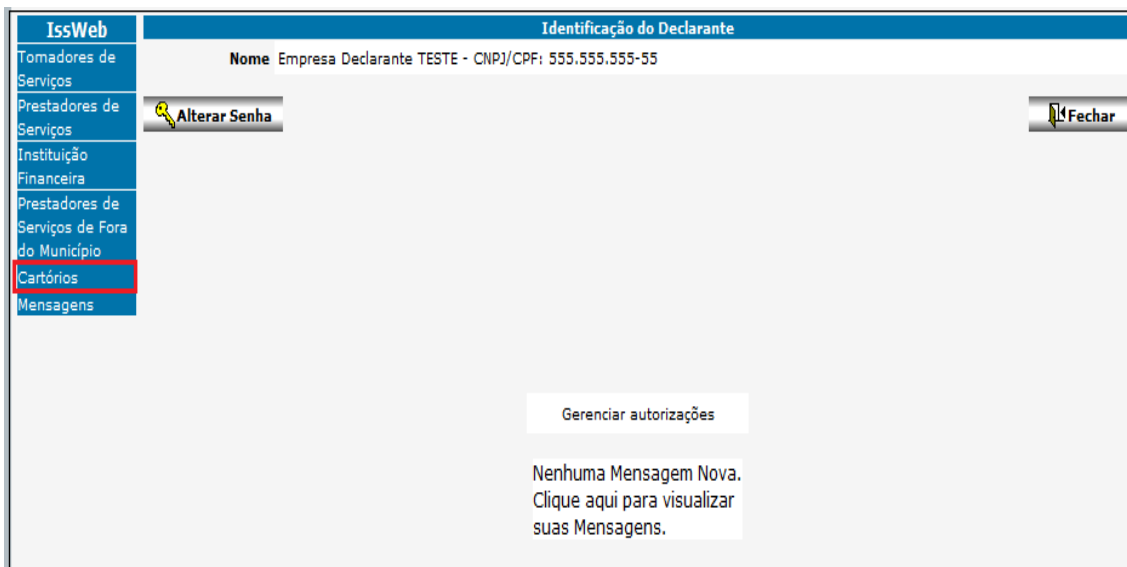 IssWeb
Tomadores de
Serviços
Prestadores de
Serviços
Instituição
Financeira
Prestadores de
Serviços de Fora
do Município
Cartórios
Mensagens
Identificação do Declarante
Nome Empresa Declarante TESTE - CNPJ/CPF: 555.555.555-55
Alterar Senha
Fechar
Gerenciar autorizações
Nenhuma Mensagem Nova.
Clique aqui para visualizar
suas Mensagens.